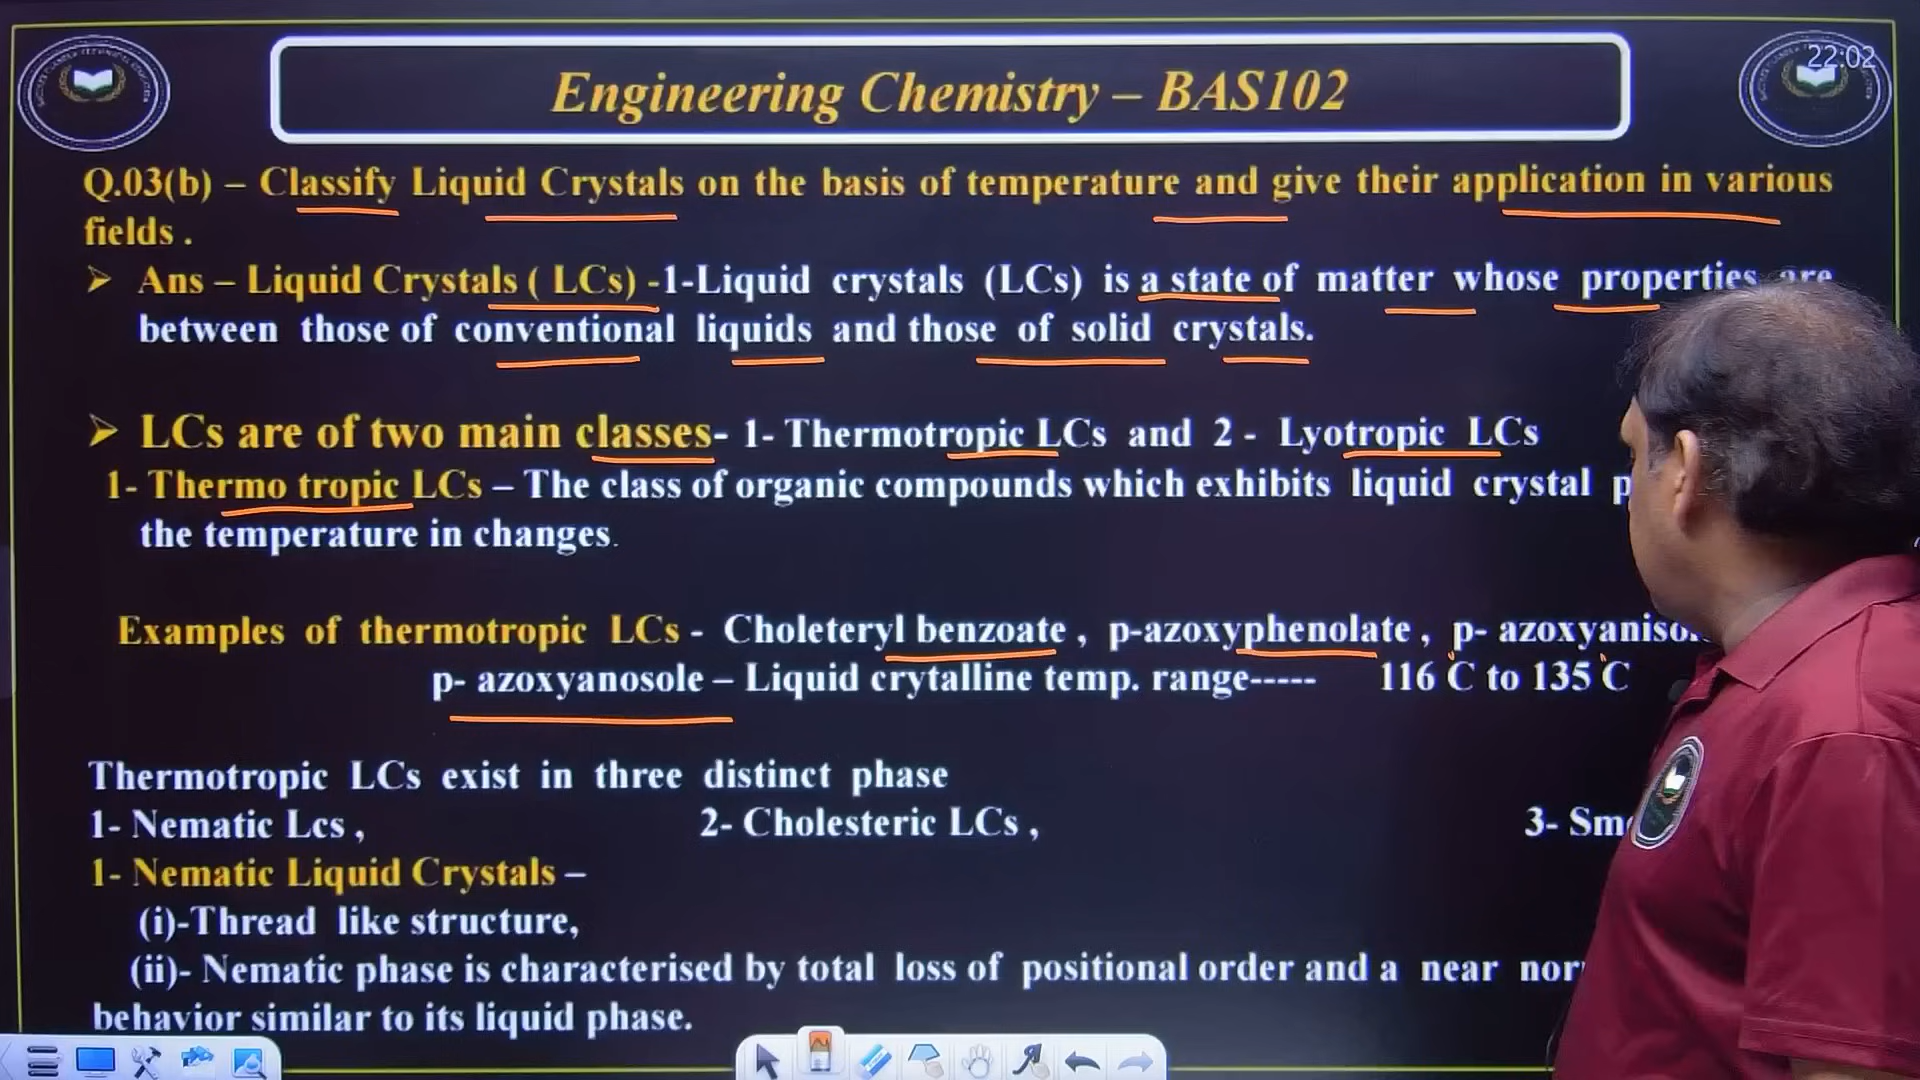 22:02
Engineering Chemistry – BAS102
Q.03(b) – Classify Liquid Crystals on the basis of temperature and give their application in various
fields .
➢ Ans – Liquid Crystals ( LCs) -1-Liquid crystals (LCs) is a state of matter whose properties are
between those of conventional liquids and those of solid crystals.
➢ LCs are of two main classes- 1- Thermotropic LCs and 2 - Lyotropic LCs
1- Thermo tropic LCs – The class of organic compounds which exhibits liquid crystal
the temperature in changes.
Examples of thermotropic LCs - Choleteryl benzoate , p-azoxyphenolate , p- azoxyaniso
p- azoxyanosole – Liquid crytalline temp. range----- 116 C to 135 C
Thermotropic LCs exist in three distinct phase
1- Nematic Lcs , 2- Cholesteric LCs , 3- Sm
1- Nematic Liquid Crystals –
(i)-Thread like structure,
(ii)- Nematic phase is characterised by total loss of positional order and a near nor
behavior similar to its liquid phase.